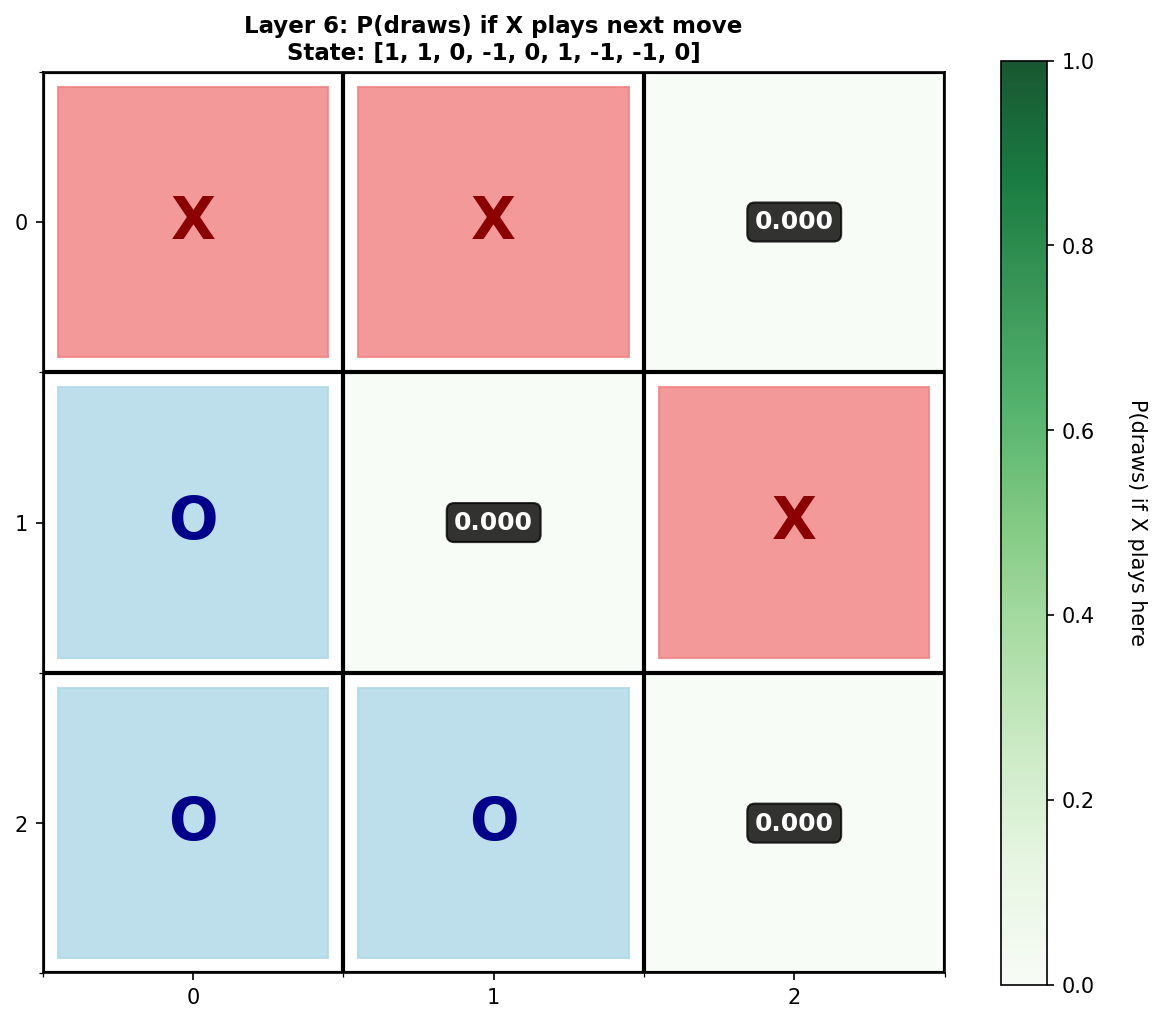 Layer 6: P(draws) if X plays next move
State: [1, 1, 0, -1, 0, 1, -1, -1, 0]
0
X
X
0.000
1
O
0.000
X
2
O
O
0.000
0
1
2
1.0
0.8
0.6
0.4
0.2
0.0
P(draws) if X plays here